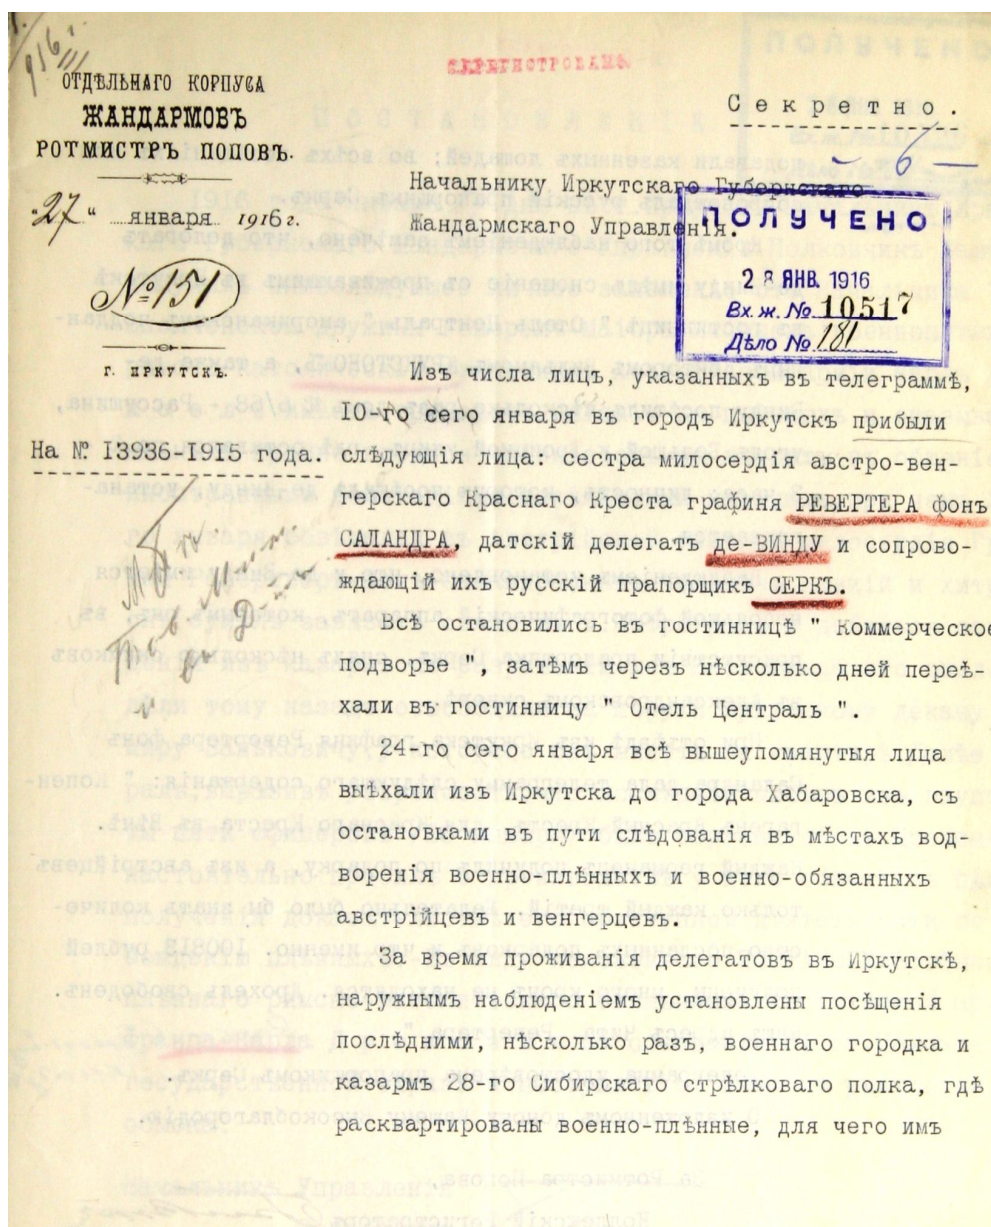 ЗАРЕГИСТРОВАНО.
ОТДѢЛЬНАГО КОРПУСА
ЖАНДАРМОВЪ
РОТМИСТРЪ ПОПОВЪ.
"27" января 1916 г.
№ 151
г. ИРКУТСКЪ.
На № 13936-1915 года.
Секретно.
6
Начальнику Иркутскаго Губернскаго
Жандармскаго Управленія.
ПОЛУЧЕНО
28 ЯНВ. 1916
Вх. ж. № 10517
Дѣло № 181
Изъ числа лицъ, указанныхъ въ телеграммѣ,
10-го сего января въ городъ Иркутскъ прибыли
слѣдующія лица: сестра милосердія австро-вен-
герскаго Краснаго Креста графиня РЕВЕРТЕРА фонъ
САЛАНДРА, датскій делегатъ де-ВИНДУ и сопрово-
ждающій ихъ русскій прапорщикъ СЕРКЪ.
Всѣ остановились въ гостинницѣ " Коммерческое
подворье ", затѣмъ черезъ нѣсколько дней переѣ-
хали въ гостинницу " Отель Централь ".
24-го сего января всѣ вышеупомянутыя лица
выѣхали изъ Иркутска до города Хабаровска, съ
остановками въ пути слѣдованія въ мѣстахъ вод-
воренія военно-плѣнныхъ и военно-обязанныхъ
австрійцевъ и венгерцевъ.
За время проживанія делегатовъ въ Иркутскѣ,
наружнымъ наблюденіемъ установлены посѣщенія
послѣдними, нѣсколько разъ, военнаго городка и
казармъ 28-го Сибирскаго стрѣлковаго полка, гдѣ
расквартированы военно-плѣнные, для чего имъ